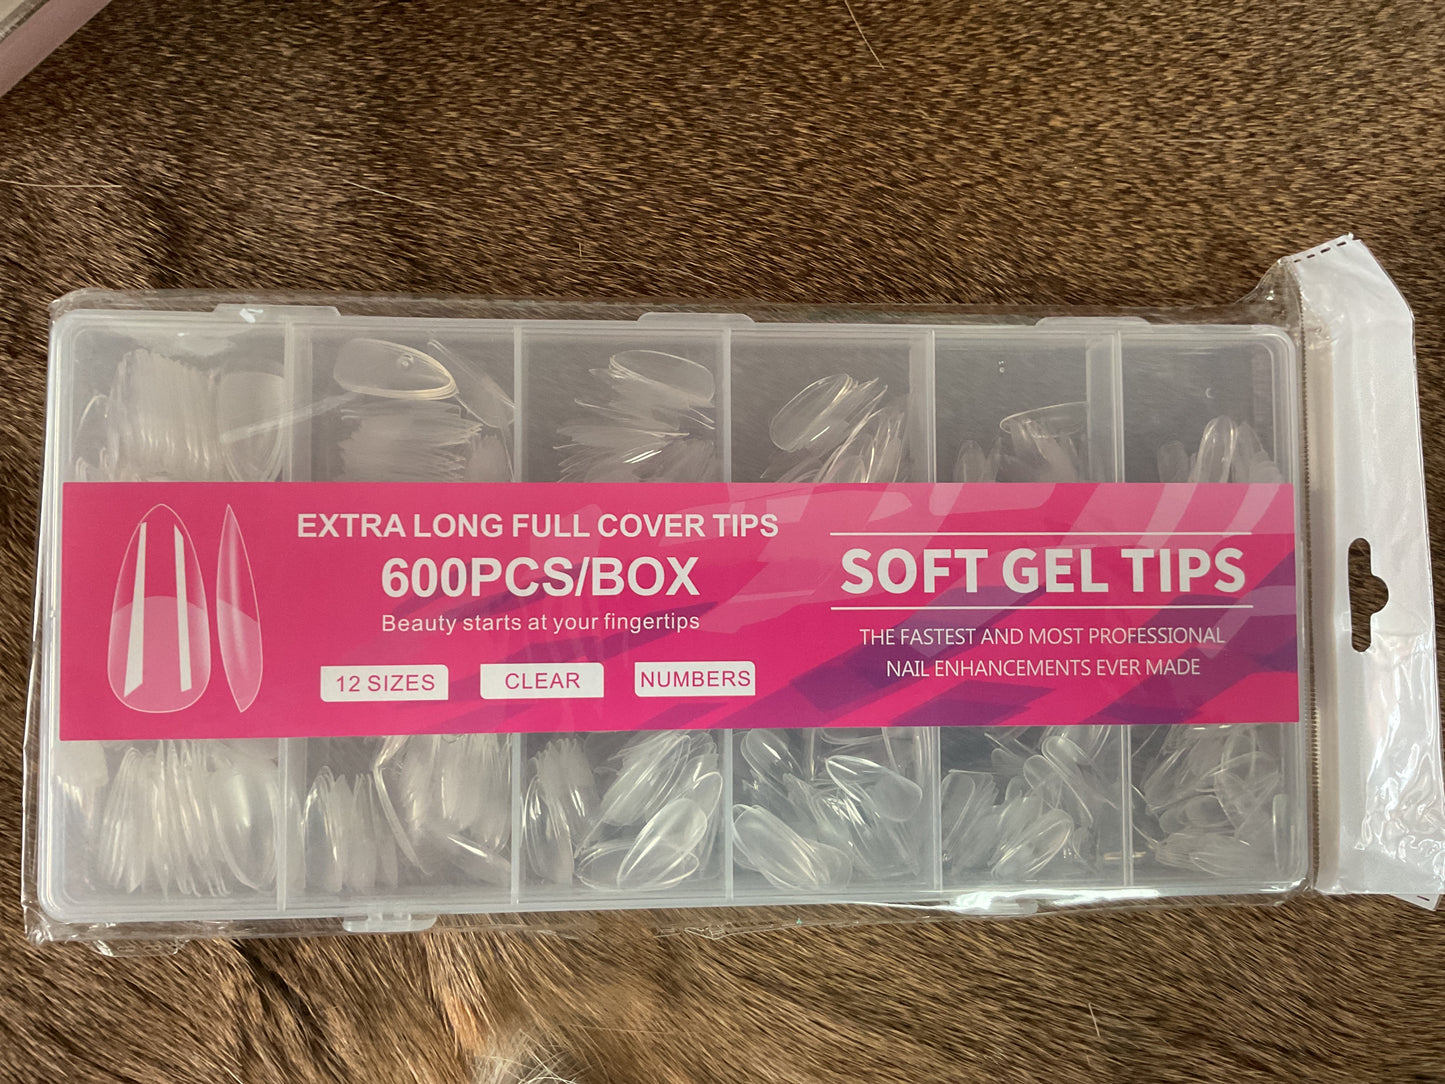 EXTRA LONG FULL COVER TIPS
600PCS/BOX
Beauty starts at your fingertips
12 SIZES
CLEAR
NUMBERS
SOFT GEL TIPS
THE FASTEST AND MOST PROFESSIONAL
NAIL ENHANCEMENTS EVER MADE